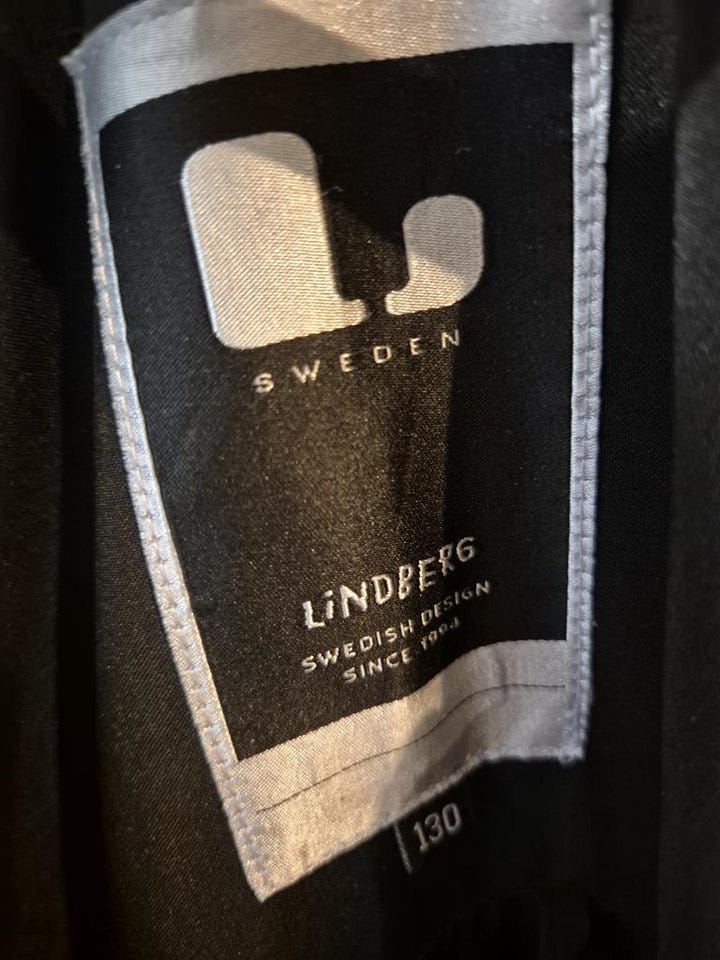 SWEDEN
LiNDBERG
SWEDISH DESIGN
SINCE 1994
130